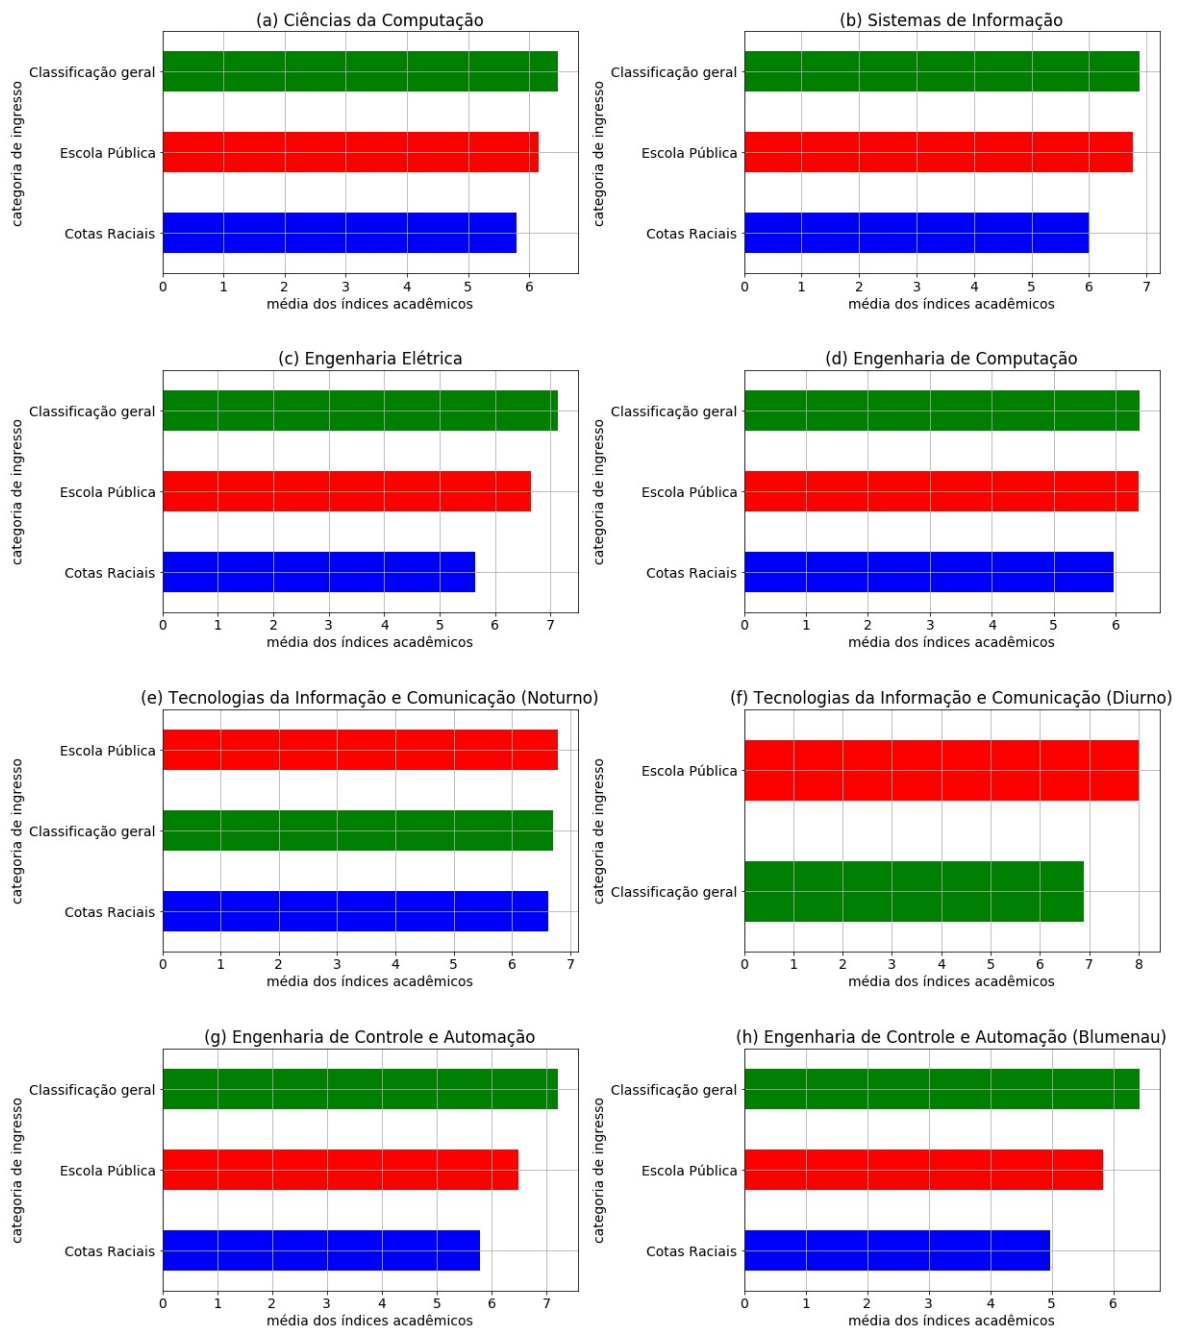 (a) Ciências da Computação
categoria de ingresso
Classificação geral
Escola Pública
Cotas Raciais
0 1 2 3 4 5 6
média dos índices acadêmicos
(b) Sistemas de Informação
categoria de ingresso
Classificação geral
Escola Pública
Cotas Raciais
0 1 2 3 4 5 6 7
média dos índices acadêmicos
(c) Engenharia Elétrica
categoria de ingresso
Classificação geral
Escola Pública
Cotas Raciais
0 1 2 3 4 5 6 7
média dos índices acadêmicos
(d) Engenharia de Computação
categoria de ingresso
Classificação geral
Escola Pública
Cotas Raciais
0 1 2 3 4 5 6
média dos índices acadêmicos
(e) Tecnologias da Informação e Comunicação (Noturno)
categoria de ingresso
Escola Pública
Classificação geral
Cotas Raciais
0 1 2 3 4 5 6 7
média dos índices acadêmicos
(f) Tecnologias da Informação e Comunicação (Diurno)
categoria de ingresso
Escola Pública
Classificação geral
0 1 2 3 4 5 6 7 8
média dos índices acadêmicos
(g) Engenharia de Controle e Automação
categoria de ingresso
Classificação geral
Escola Pública
Cotas Raciais
0 1 2 3 4 5 6 7
média dos índices acadêmicos
(h) Engenharia de Controle e Automação (Blumenau)
categoria de ingresso
Classificação geral
Escola Pública
Cotas Raciais
0 1 2 3 4 5 6
média dos índices acadêmicos